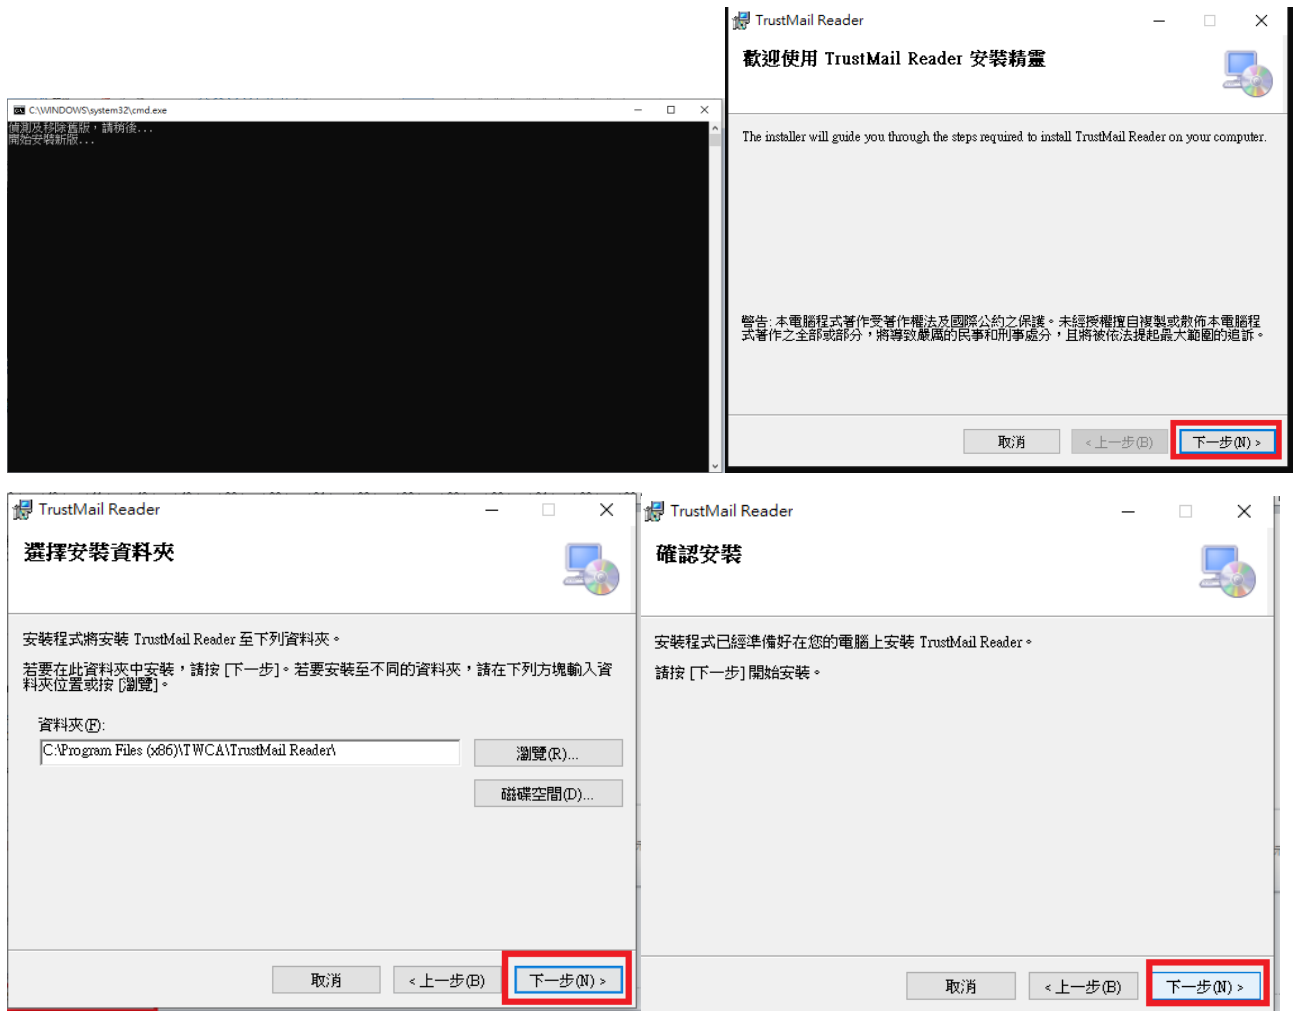 C:\WINDOWS\system32\cmd.exe
偵測及移除舊版，請稍後...
開始安裝新版...
TrustMail Reader
歡迎使用 TrustMail Reader 安裝精靈
The installer will guide you through the steps required to install TrustMail Reader on your computer.
警告: 本電腦程式著作受著作權法及國際公約之保護。未經授權擅自複製或散佈本電腦程
式著作之全部或部分，將導致嚴厲的民事和刑事處分，且將被依法提起最大範圍的追訴。
取消
<上一步(B)
下一步(N) >
TrustMail Reader
選擇安裝資料夾
安裝程式將安裝 TrustMail Reader 至下列資料夾。
若要在此資料夾中安裝，請按 [下一步]。若要安裝至不同的資料夾，請在下列方塊輸入資
料夾位置或按 [瀏覽]。
資料夾(F):
C:\Program Files (x86)\TWCA\TrustMail Reader\
瀏覽(R)...
磁碟空間(D)...
取消
<上一步(B)
下一步(N) >
TrustMail Reader
確認安裝
安裝程式已經準備好在您的電腦上安裝 TrustMail Reader。
請按 [下一步] 開始安裝。
取消
<上一步(B)
下一步(N) >